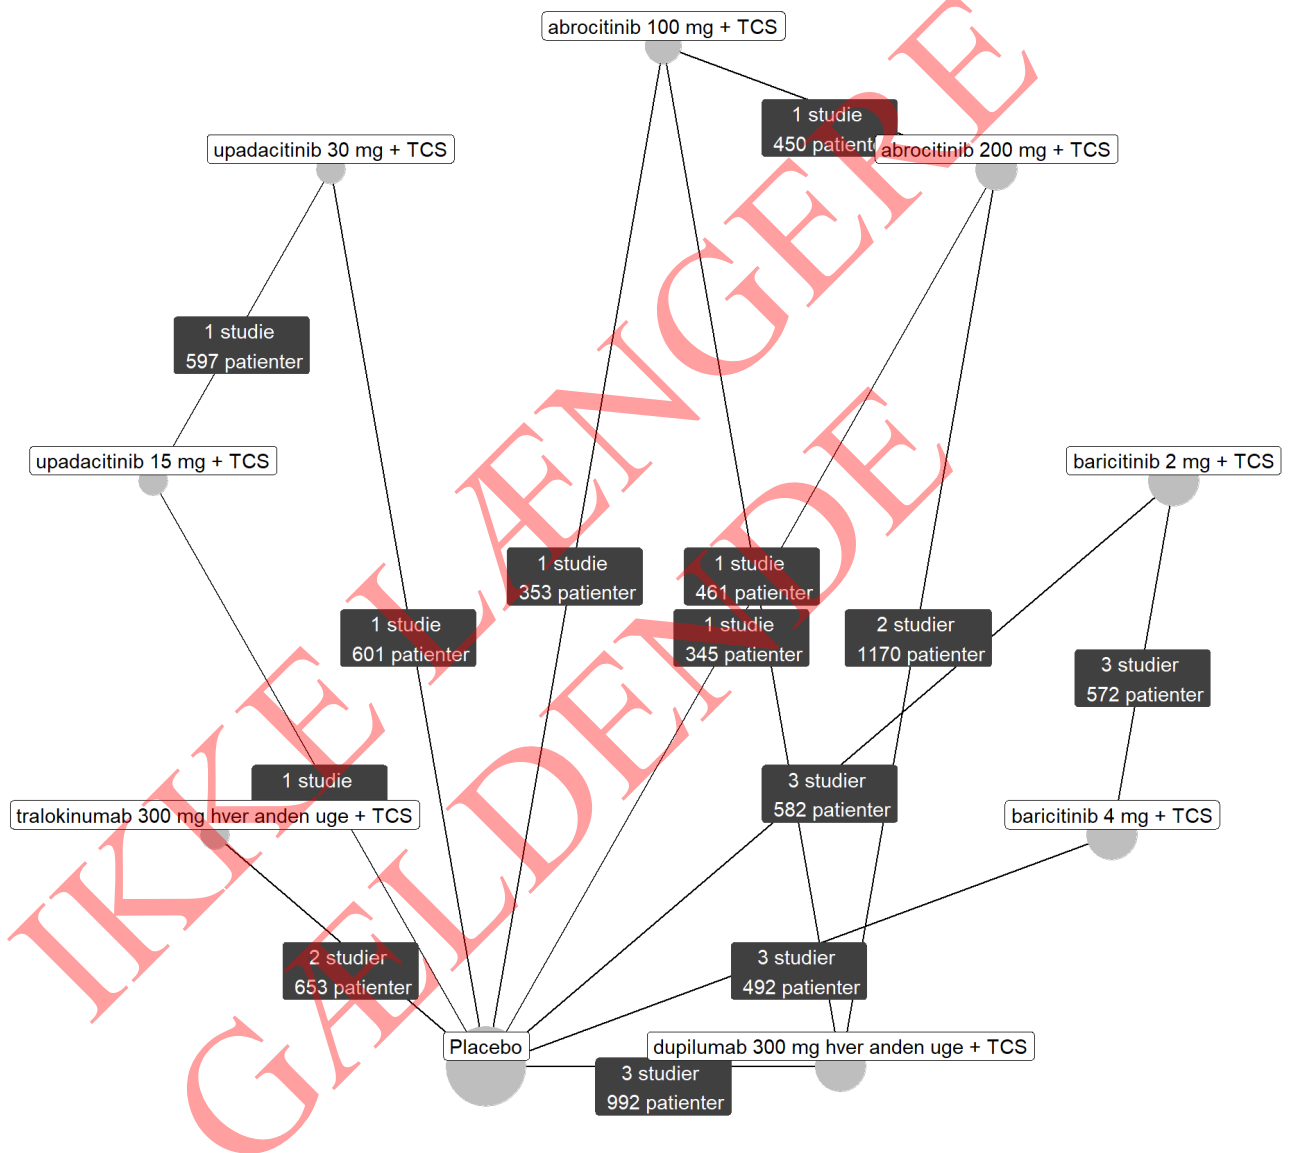 abrocitinib 100 mg + TCS
1 studie
450 patient
abrocitinib 200 mg + TCS
upadacitinib 30 mg + TCS
1 studie
597 patienter
upadacitinib 15 mg + TCS
baricitinib 2 mg + TCS
1 studie
353 patienter
1 studie
461 patienter
1 studie
601 patienter
1 studie
345 patienter
2 studier
1170 patienter
3 studier
572 patienter
1 studie
3 studier
582 patienter
tralokinumab 300 mg hver anden uge + TCS
baricitinib 4 mg + TCS
2 studier
653 patienter
3 studier
492 patienter
Placebo
dupilumab 300 mg hver anden uge + TCS
3 studier
992 patienter
IKKE LÆNGERE
GÆLDENDE